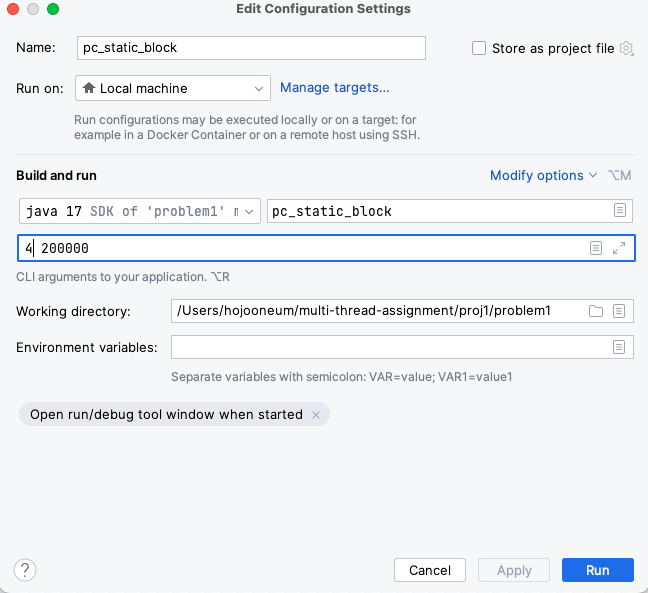 Edit Configuration Settings
Name: pc_static_block Store as project file
Run on: Local machine Manage targets...
Run configurations may be executed locally or on a target: for
example in a Docker Container or on a remote host using SSH.
Build and run Modify options ⌥M
java 17 SDK of 'problem1' pc_static_block
4 200000
CLI arguments to your application. ⌥R
Working directory: /Users/hojooneum/multi-thread-assignment/proj1/problem1
Environment variables:
Separate variables with semicolon: VAR=value; VAR1=value1
Open run/debug tool window when started ×
? Cancel Apply Run